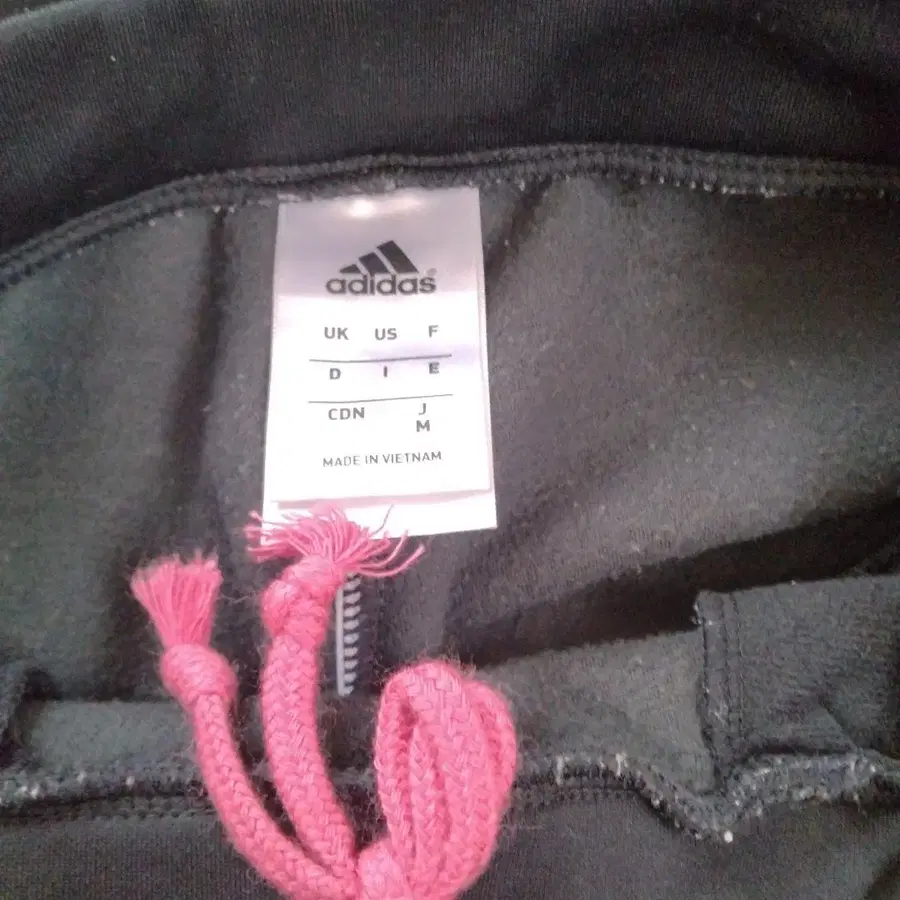 adidas®
UK US F
D I E
CDN J
M
MADE IN VIETNAM